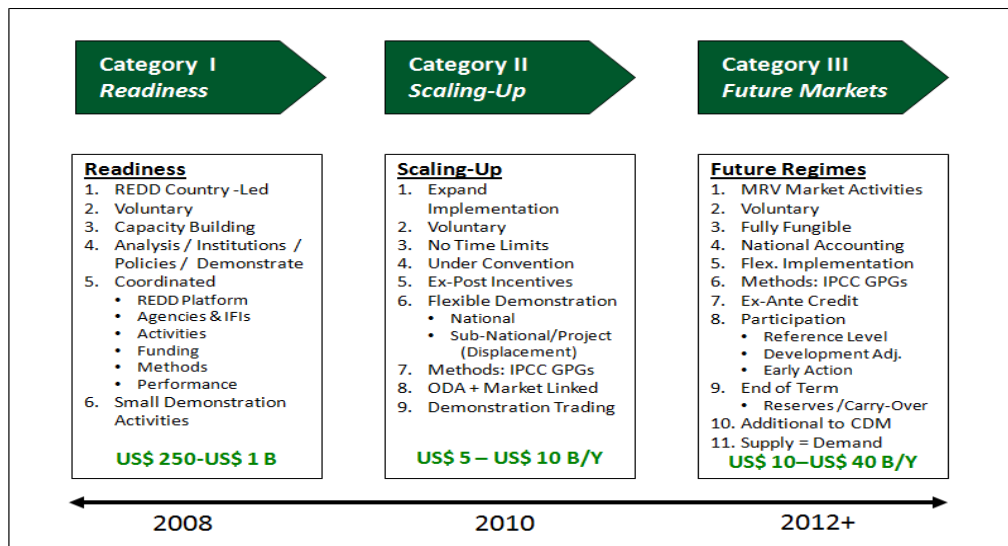 Category I
Readiness
Category II
Scaling-Up
Category III
Future Markets
Readiness
1. REDD Country -Led
2. Voluntary
3. Capacity Building
4. Analysis / Institutions /
Policies / Demonstrate
5. Coordinated
• REDD Platform
• Agencies & IFIs
• Activities
• Funding
• Methods
• Performance
6. Small Demonstration
Activities
US$ 250-US$ 1 B
Scaling-Up
1. Expand
Implementation
2. Voluntary
3. No Time Limits
4. Under Convention
5. Ex-Post Incentives
6. Flexible Demonstration
• National
• Sub-National/Project
(Displacement)
7. Methods: IPCC GPGs
8. ODA + Market Linked
9. Demonstration Trading
US$ 5 – US$ 10 B/Y
Future Regimes
1. MRV Market Activities
2. Voluntary
3. Fully Fungible
4. National Accounting
5. Flex. Implementation
6. Methods: IPCC GPGs
7. Ex-Ante Credit
8. Participation
• Reference Level
• Development Adj.
• Early Action
9. End of Term
• Reserves /Carry-Over
10. Additional to CDM
11. Supply = Demand
US$ 10–US$ 40 B/Y
2008
2010
2012+